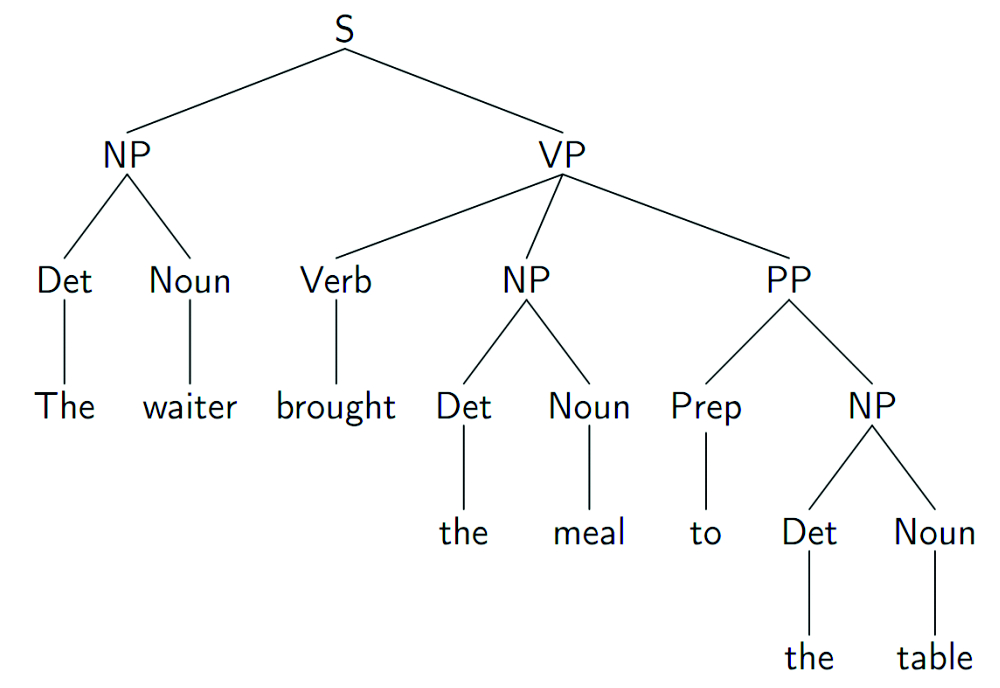 S
NP VP
Det Noun Verb NP PP
The waiter brought Det Noun Prep NP
the meal to Det Noun
the table